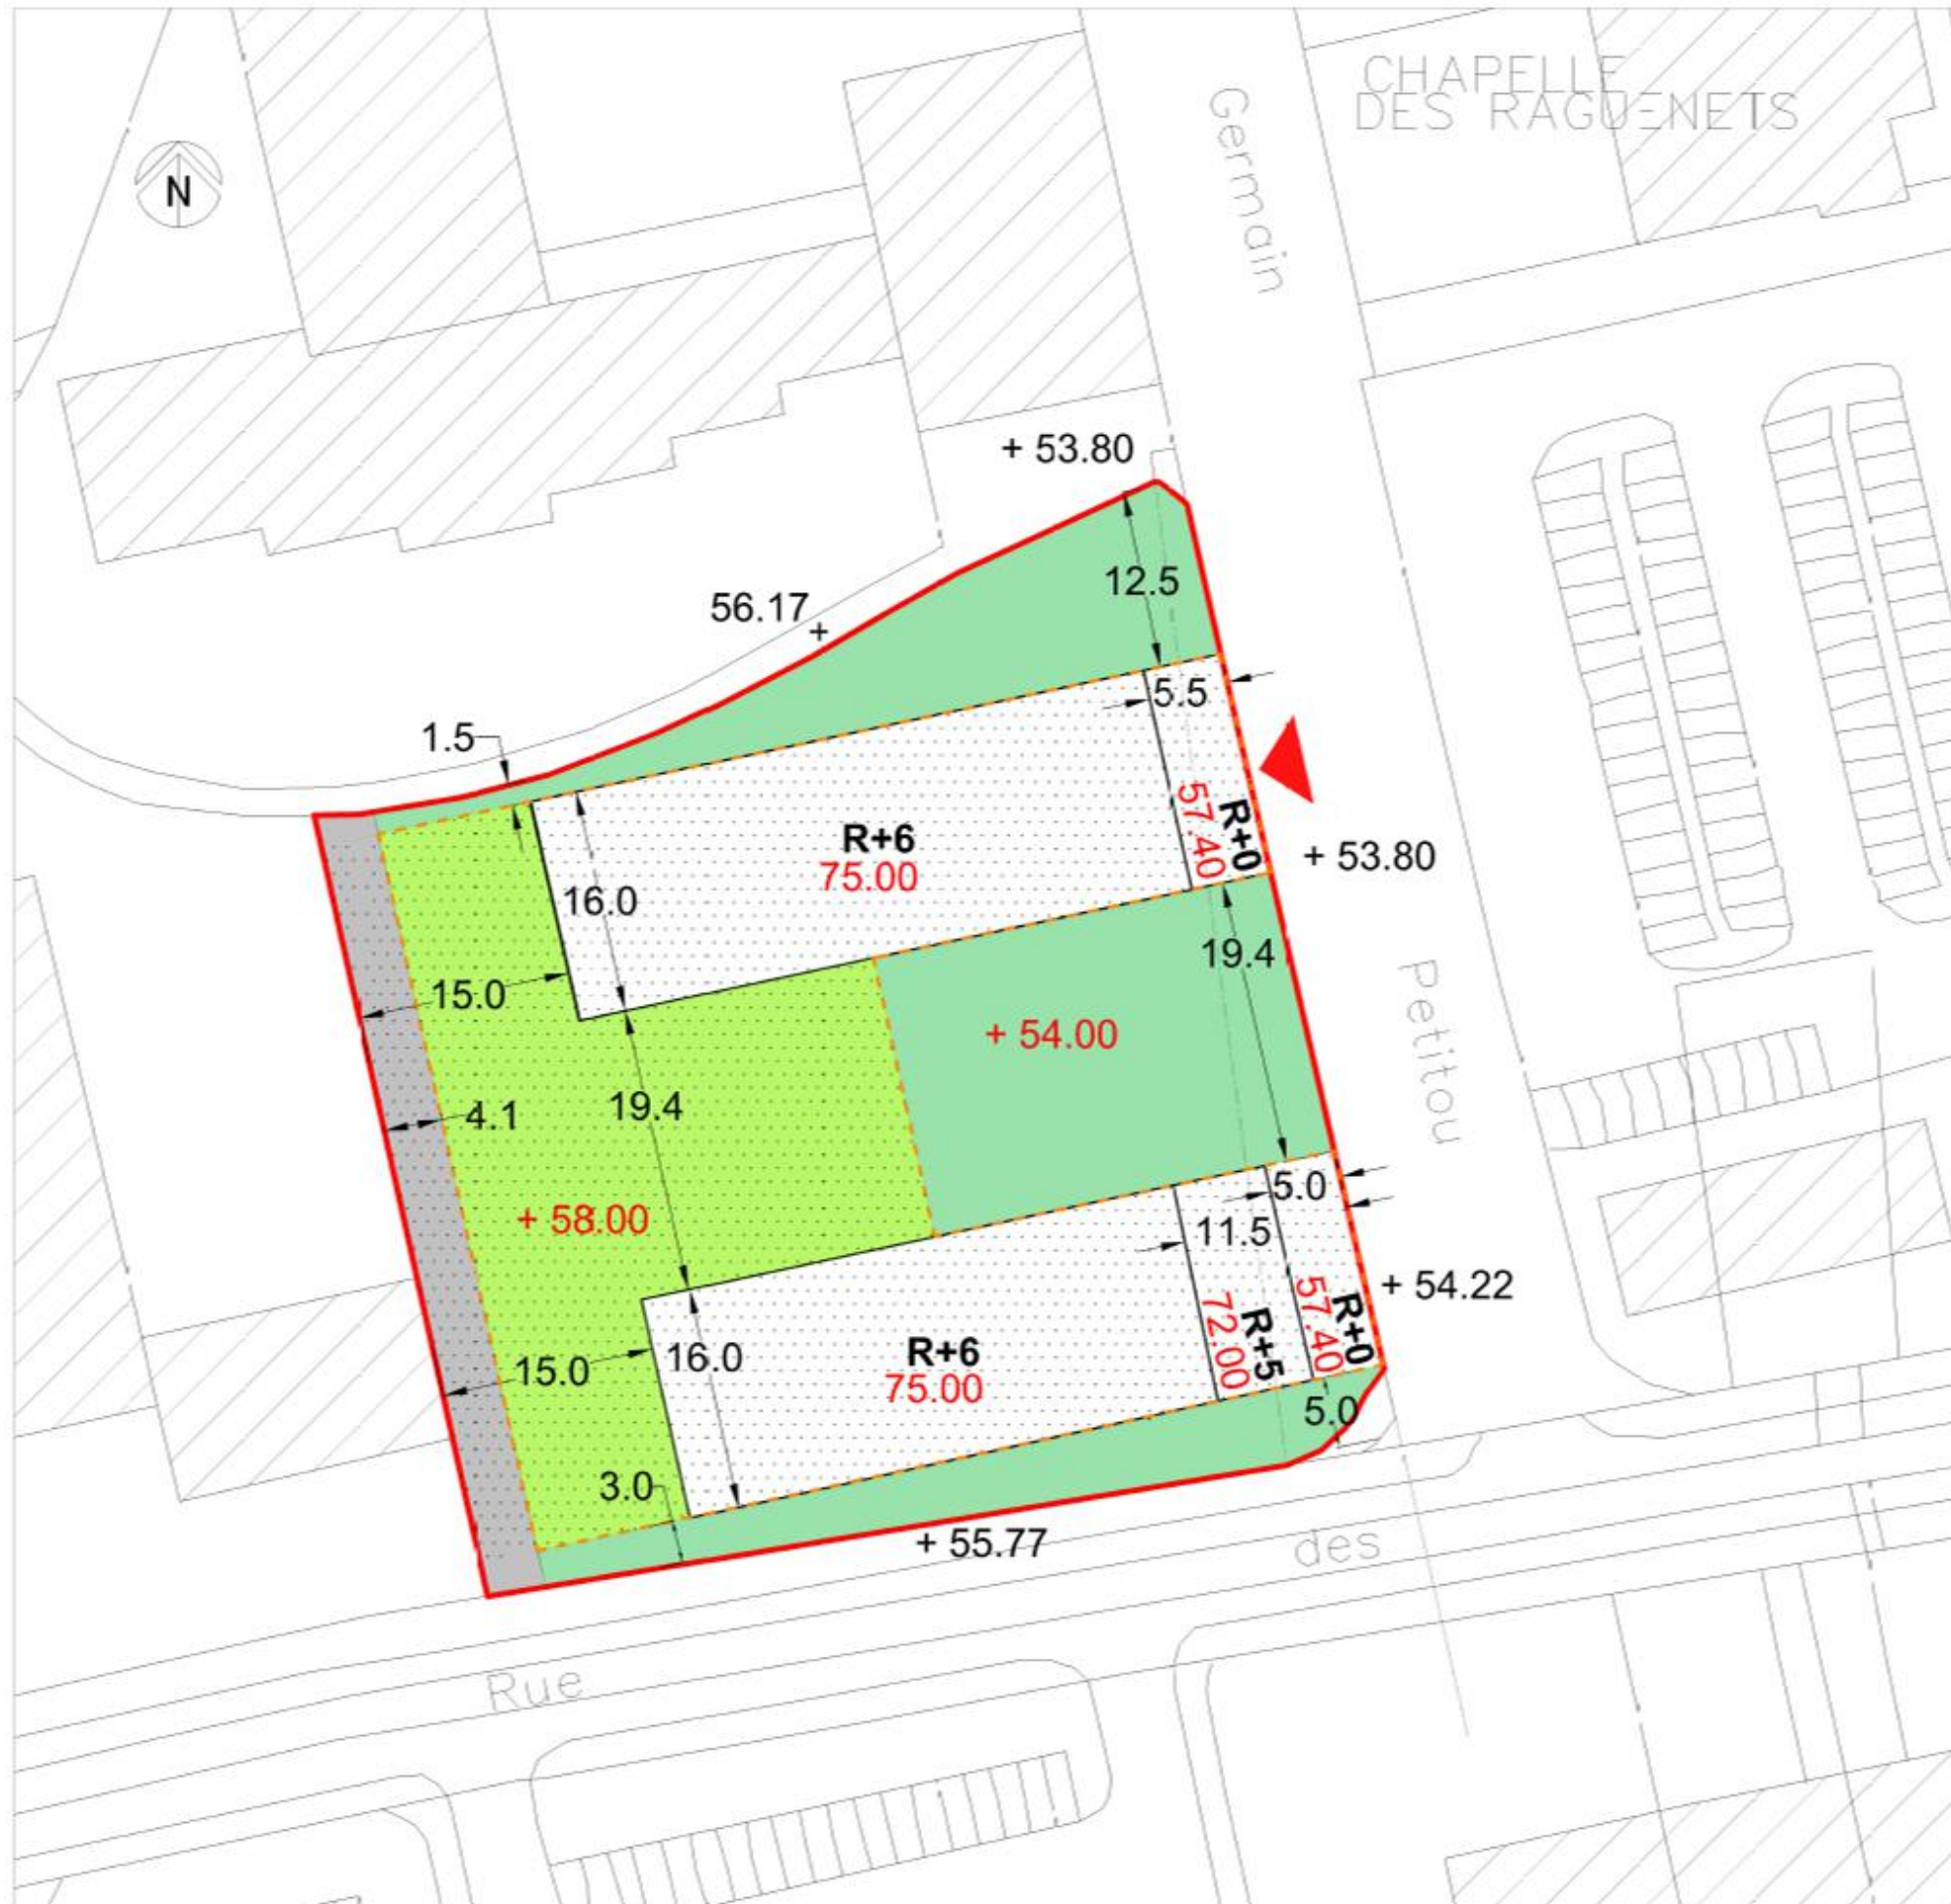 CHAPELLE
DES RAGUENETS
N
Germain
+ 53.80
12.5
56.17
+
5.5
1.5
R+6
75.00
57.40
R+0
+ 53.80
16.0
19.4
15.0
+ 54.00
Petitou
4.1
19.4
5.0
+ 58.00
11.5
+ 54.22
R+6
75.00
72.00
R+5
57.40
R+0
15.0
16.0
5.0
3.0
+ 55.77
des
Rue